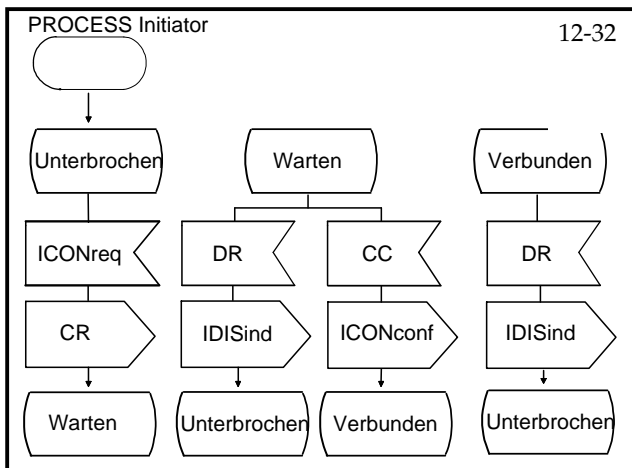 PROCESS Initiator
12-32
Unterbrochen
Warten
Verbunden
ICONreq
DR
CC
DR
CR
IDISind
ICONconf
IDISind
Warten
Unterbrochen
Verbunden
Unterbrochen